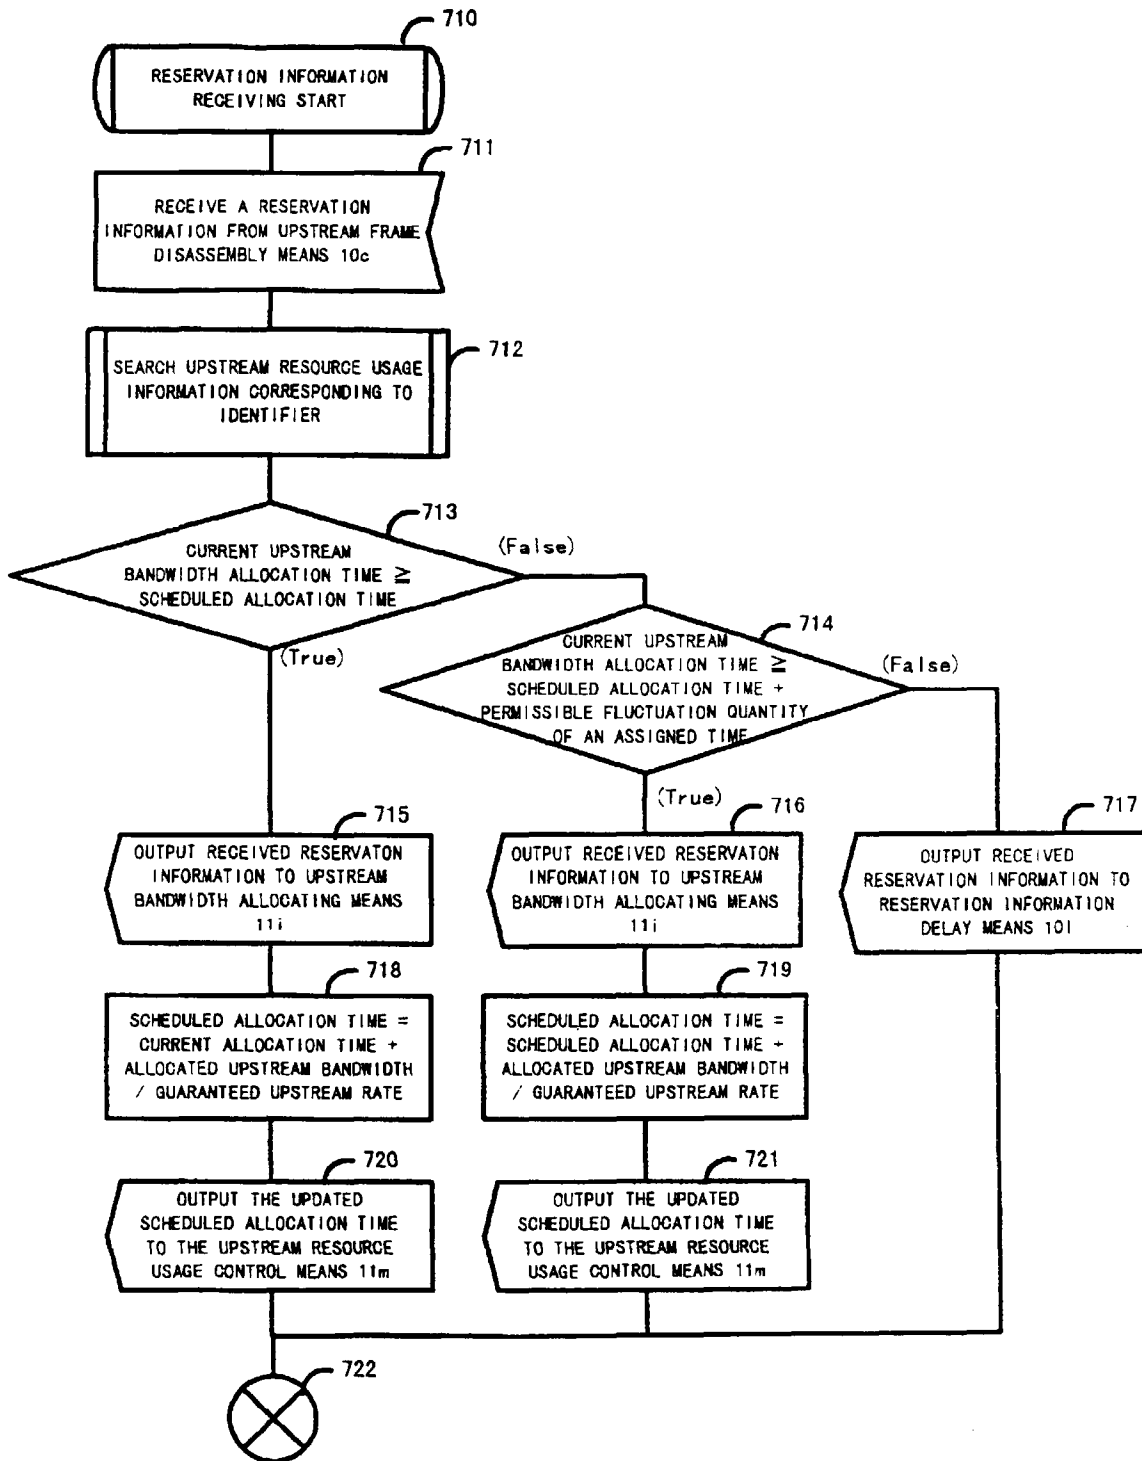 710
RESERVATION INFORMATION
RECEIVING START
711
RECEIVE A RESERVATION
INFORMATION FROM UPSTREAM FRAME
DISASSEMBLY MEANS 10c
712
SEARCH UPSTREAM RESOURCE USAGE
INFORMATION CORRESPONDING TO
IDENTIFIER
713
CURRENT UPSTREAM
BANDWIDTH ALLOCATION TIME ≧
SCHEDULED ALLOCATION TIME
(False)
(True)
714
CURRENT UPSTREAM
BANDWIDTH ALLOCATION TIME ≧
SCHEDULED ALLOCATION TIME +
PERMISSIBLE FLUCTUATION QUANTITY
OF AN ASSIGNED TIME
(False)
(True)
715
OUTPUT RECEIVED RESERVATON
INFORMATION TO UPSTREAM
BANDWIDTH ALLOCATING MEANS
11i
716
OUTPUT RECEIVED RESERVATON
INFORMATION TO UPSTREAM
BANDWIDTH ALLOCATING MEANS
11i
717
OUTPUT RECEIVED
RESERVATION INFORMATION TO
RESERVATION INFORMATION
DELAY MEANS 10l
718
SCHEDULED ALLOCATION TIME =
CURRENT ALLOCATION TIME +
ALLOCATED UPSTREAM BANDWIDTH
/ GUARANTEED UPSTREAM RATE
719
SCHEDULED ALLOCATION TIME =
SCHEDULED ALLOCATION TIME +
ALLOCATED UPSTREAM BANDWIDTH
/ GUARANTEED UPSTREAM RATE
720
OUTPUT THE UPDATED
SCHEDULED ALLOCATION TIME
TO THE UPSTREAM RESOURCE
USAGE CONTROL MEANS 11m
721
OUTPUT THE UPDATED
SCHEDULED ALLOCATION TIME
TO THE UPSTREAM RESOURCE
USAGE CONTROL MEANS 11m
722